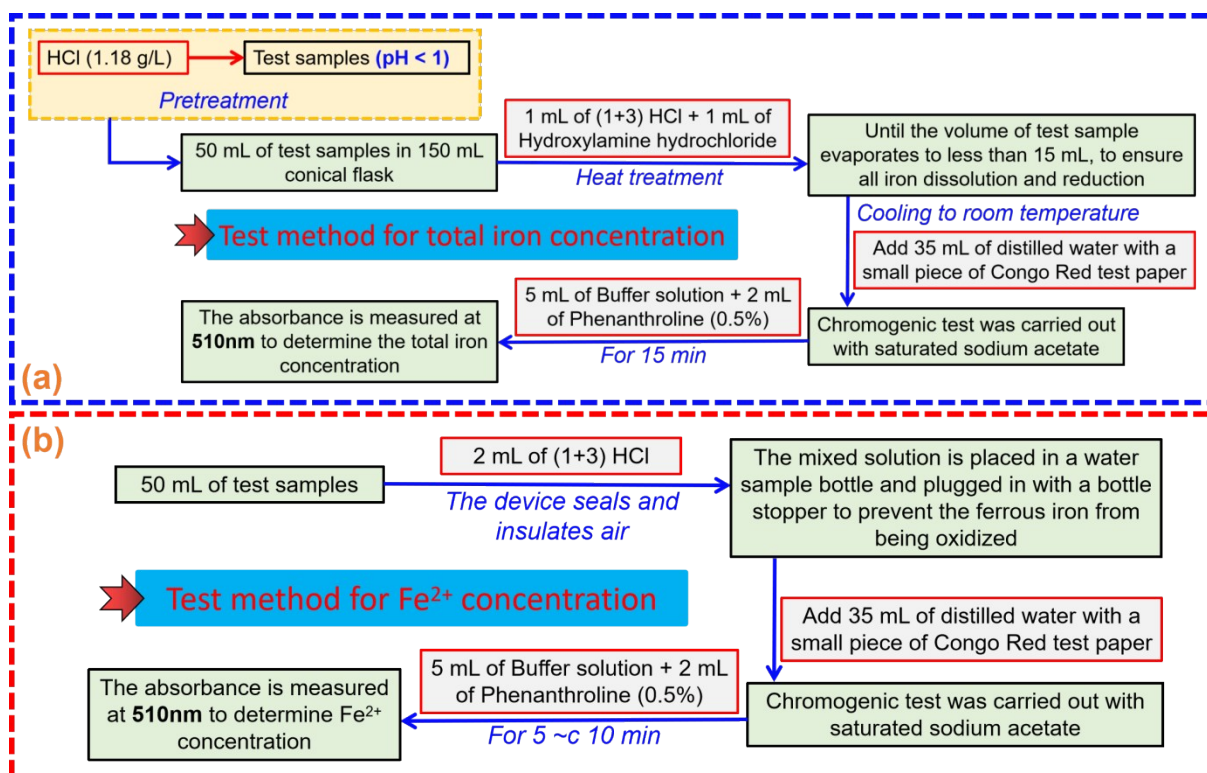 HCl (1.18 g/L)
Test samples (pH < 1)
Pretreatment
50 mL of test samples in 150 mL
conical flask
1 mL of (1+3) HCl + 1 mL of
Hydroxylamine hydrochloride
Heat treatment
Until the volume of test sample
evaporates to less than 15 mL, to ensure
all iron dissolution and reduction
Cooling to room temperature
Add 35 mL of distilled water with a
small piece of Congo Red test paper
Test method for total iron concentration
Chromogenic test was carried out
with saturated sodium acetate
5 mL of Buffer solution + 2 mL
of Phenanthroline (0.5%)
For 15 min
The absorbance is measured at
510nm to determine the total iron
concentration
(a)
(b)
50 mL of test samples
2 mL of (1+3) HCl
The device seals and
insulates air
The mixed solution is placed in a water
sample bottle and plugged in with a bottle
stopper to prevent the ferrous iron from
being oxidized
Test method for Fe²⁺ concentration
Add 35 mL of distilled water with a
small piece of Congo Red test paper
Chromogenic test was carried out with
saturated sodium acetate
5 mL of Buffer solution + 2 mL
of Phenanthroline (0.5%)
For 5 ~c 10 min
The absorbance is measured
at 510nm to determine Fe²⁺
concentration